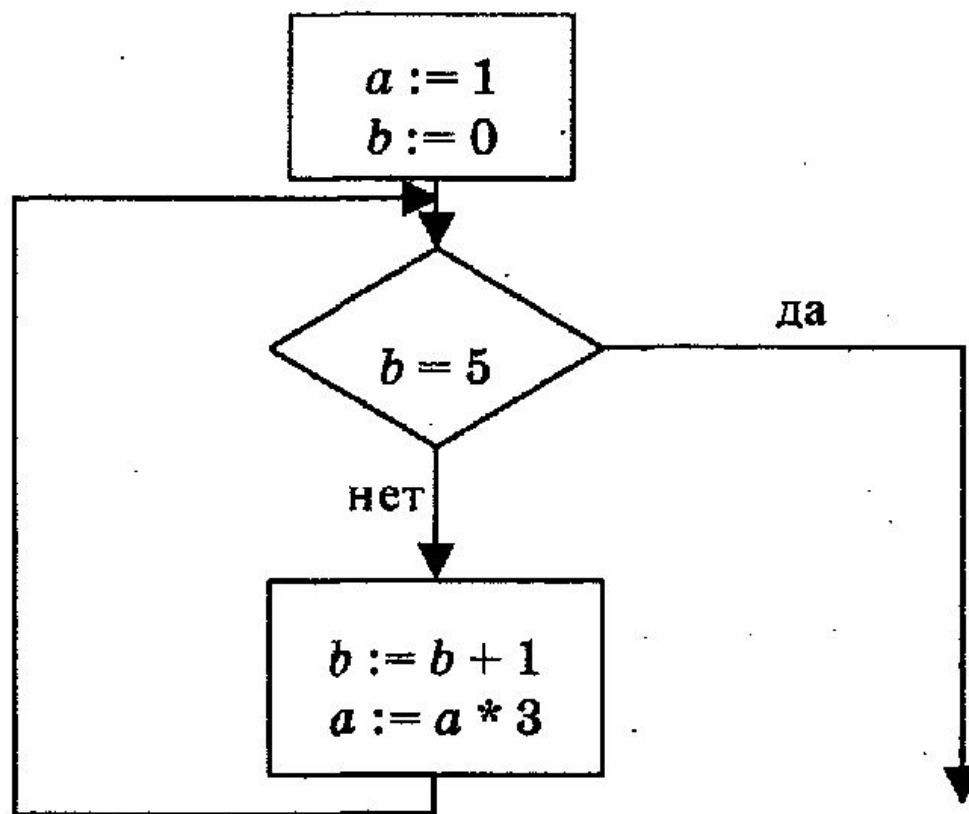 a := 1
b := 0
b = 5
да
нет
b := b + 1
a := a * 3